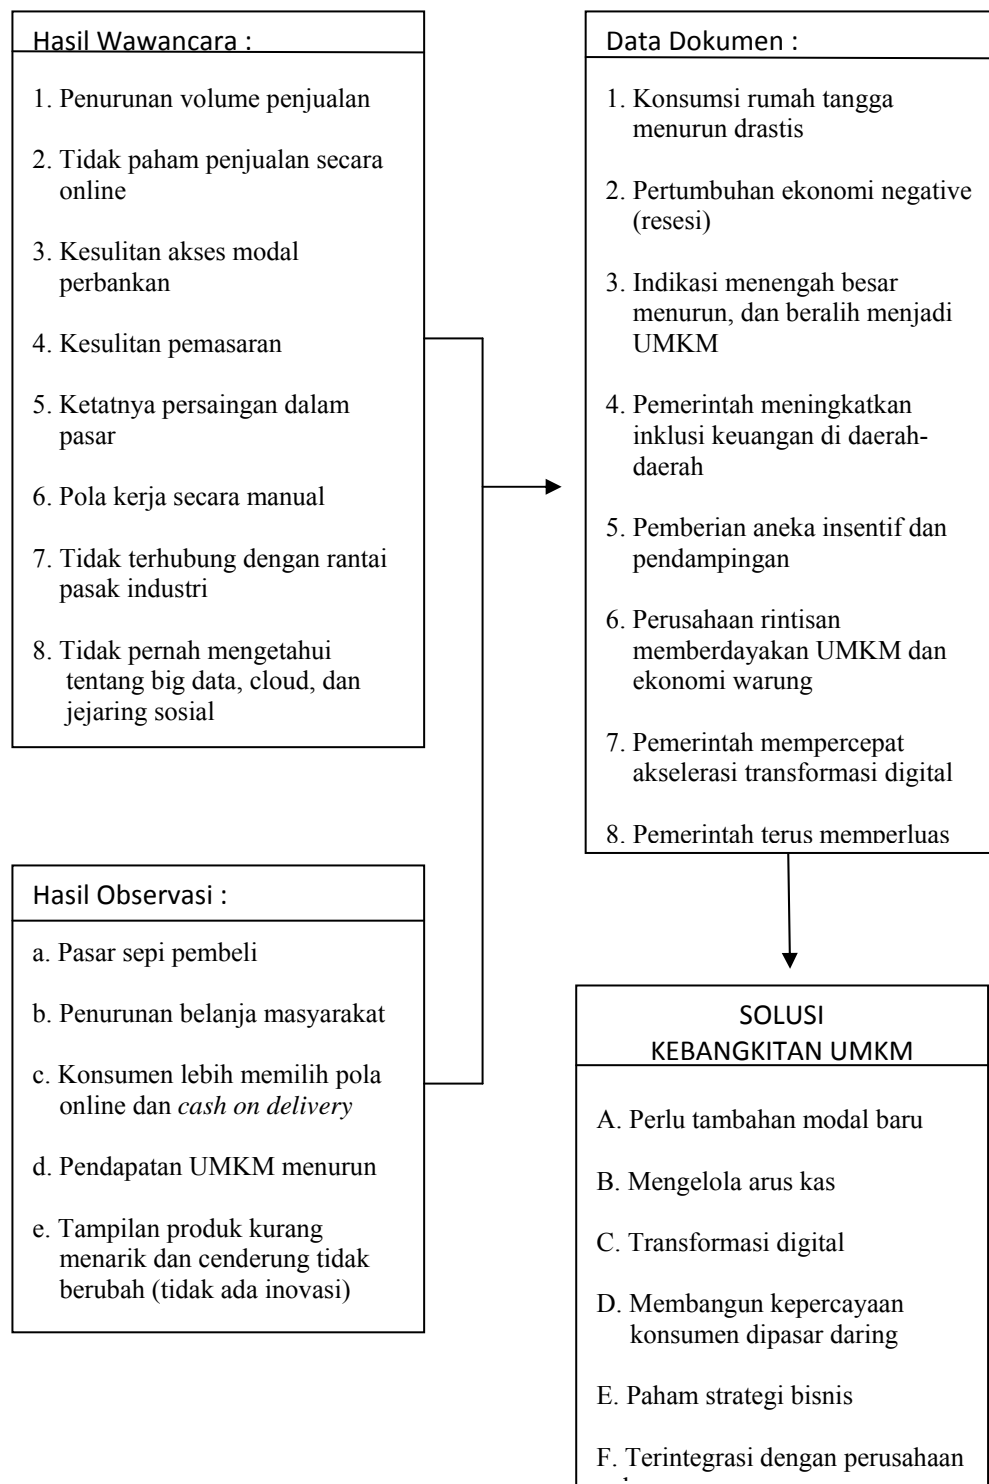 Hasil Wawancara :
1. Penurunan volume penjualan
2. Tidak paham penjualan secara
online
3. Kesulitan akses modal
perbankan
4. Kesulitan pemasaran
5. Ketatnya persaingan dalam
pasar
6. Pola kerja secara manual
7. Tidak terhubung dengan rantai
pasak industri
8. Tidak pernah mengetahui
tentang big data, cloud, dan
jejaring sosial
Hasil Observasi :
a. Pasar sepi pembeli
b. Penurunan belanja masyarakat
c. Konsumen lebih memilih pola
online dan cash on delivery
d. Pendapatan UMKM menurun
e. Tampilan produk kurang
menarik dan cenderung tidak
berubah (tidak ada inovasi)
Data Dokumen :
1. Konsumsi rumah tangga
menurun drastis
2. Pertumbuhan ekonomi negative
(resesi)
3. Indikasi menengah besar
menurun, dan beralih menjadi
UMKM
4. Pemerintah meningkatkan
inklusi keuangan di daerah-
daerah
5. Pemberian aneka insentif dan
pendampingan
6. Perusahaan rintisan
memberdayakan UMKM dan
ekonomi warung
7. Pemerintah mempercepat
akselerasi transformasi digital
8. Pemerintah terus memperluas
SOLUSI
KEBANGKITAN UMKM
A. Perlu tambahan modal baru
B. Mengelola arus kas
C. Transformasi digital
D. Membangun kepercayaan
konsumen dipasar daring
E. Paham strategi bisnis
F. Terintegrasi dengan perusahaan